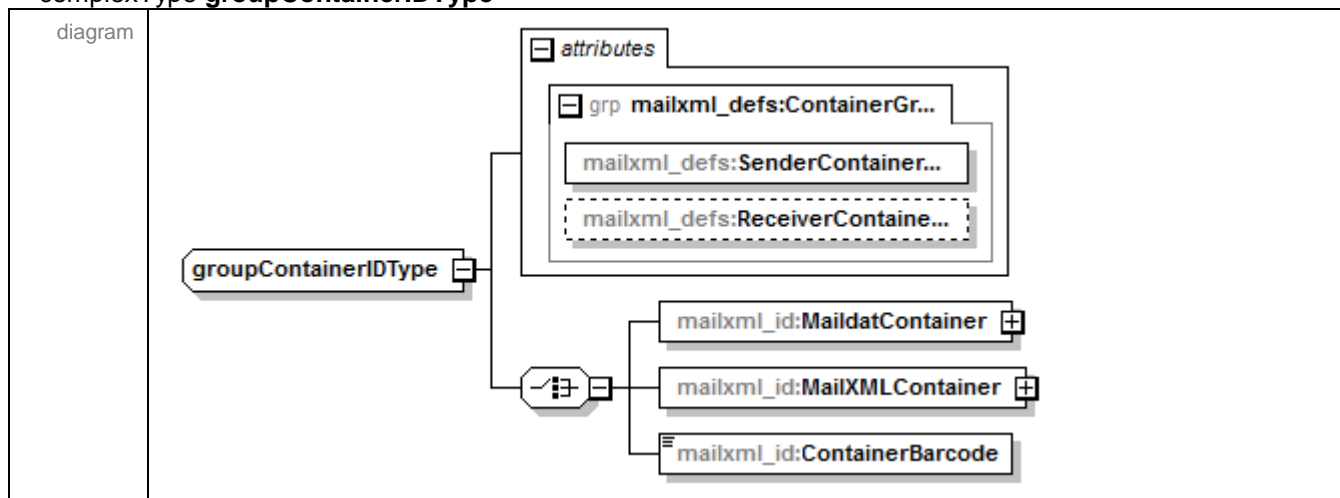 complexType groupContainerIDType
diagram
attributes
grp mailxml_defs:ContainerGr...
mailxml_defs:SenderContainer...
mailxml_defs:ReceiverContaine...
groupContainerIDType
mailxml_id:MaildatContainer
mailxml_id:MailXMLContainer
mailxml_id:ContainerBarcode